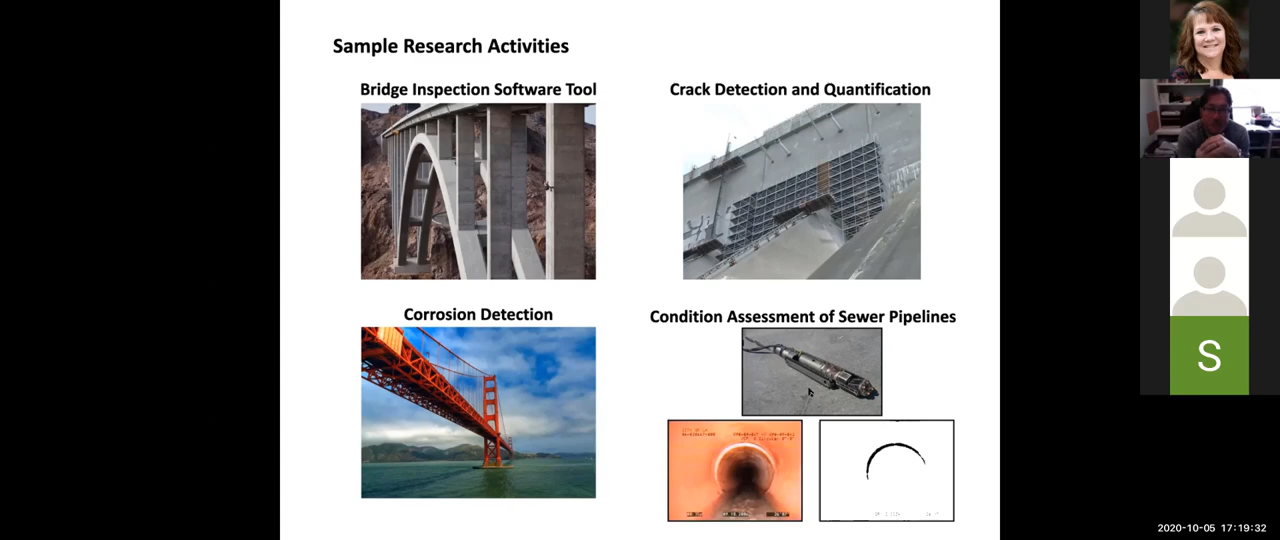 Sample Research Activities
Bridge Inspection Software Tool
Crack Detection and Quantification
Corrosion Detection
Condition Assessment of Sewer Pipelines
S
2020-10-05 17:19:32